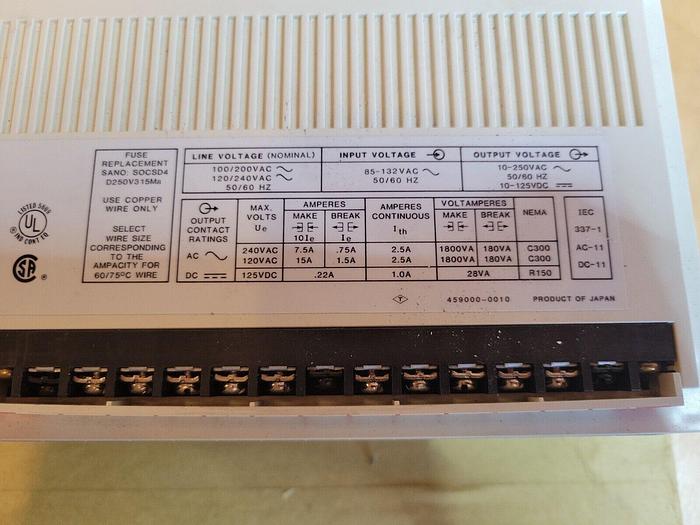 FUSE
REPLACEMENT
SANO: SOCSD4
D250V315Ma
USE COPPER
WIRE ONLY
SELECT
WIRE SIZE
CORRESPONDING
TO THE
AMPACITY FOR
60/75°C WIRE
LISTED
UL
®
IND CONT EQ
SA ®
LINE VOLTAGE (NOMINAL)
100/200VAC
120/240VAC
50/60 HZ
INPUT VOLTAGE
85-132VAC
50/60 HZ
OUTPUT VOLTAGE
10-250VAC
50/60 HZ
10-125VDC
OUTPUT
CONTACT
RATINGS
MAX.
VOLTS
Ue
AMPERES
MAKE
10Ie
BREAK
Ie
AMPERES
CONTINUOUS
Ith
VOLTAMPERES
MAKE
BREAK
NEMA
AC 240VAC 7.5A .75A 2.5A 1800VA 180VA C300
120VAC 15A 1.5A 2.5A 1800VA 180VA C300
DC 125VDC .22A 1.0A 28VA R150
IEC
337-1
AC-11
DC-11
T 459000-0010 PRODUCT OF JAPAN